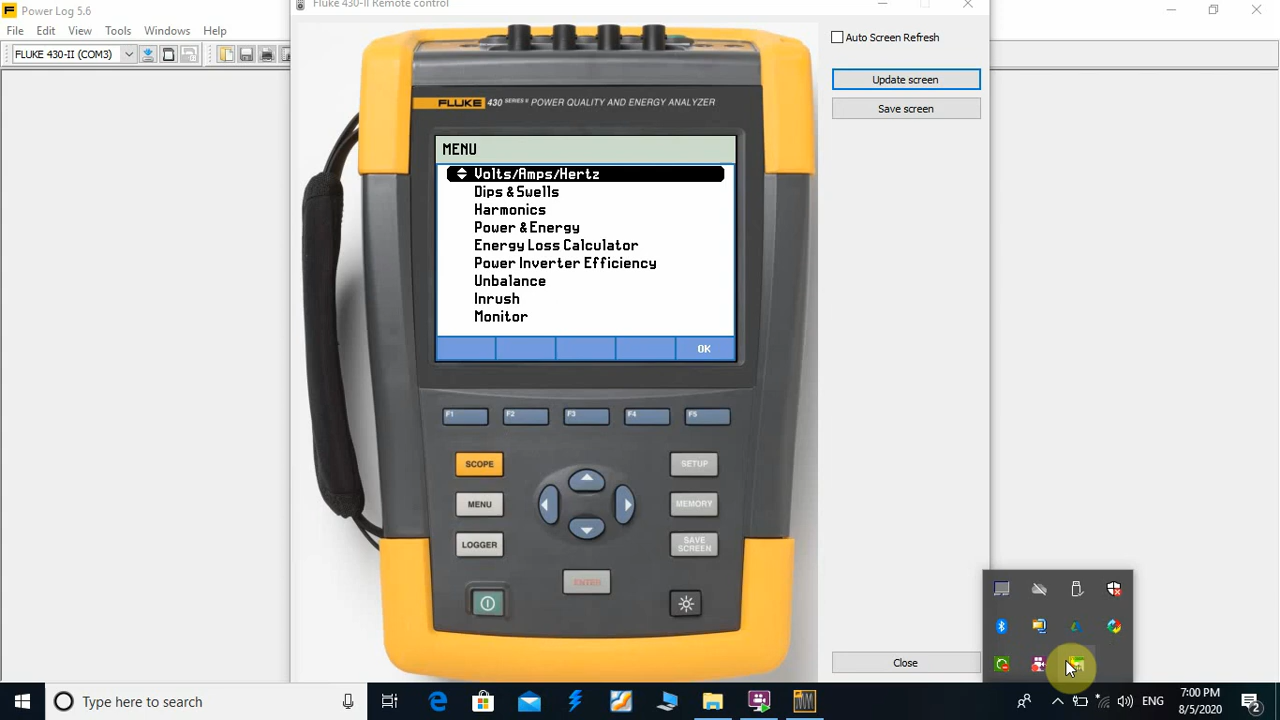 Power Log 5.6
Fluke 430-II Remote control
File Edit View Tools Windows Help
FLUKE 430-II (COM3)
Auto Screen Refresh
Update screen
Save screen
FLUKE 430 SERIES II POWER QUALITY AND ENERGY ANALYZER
MENU
Volts/Amps/Hertz
Dips & Swells
Harmonics
Power & Energy
Energy Loss Calculator
Power Inverter Efficiency
Unbalance
Inrush
Monitor
OK
F1 F2 F3 F4 F5
SCOPE SETUP
MENU MEMORY
LOGGER SAVE
SCREEN
ENTER
Close
Type here to search
ENG
7:00 PM
8/5/2020
2